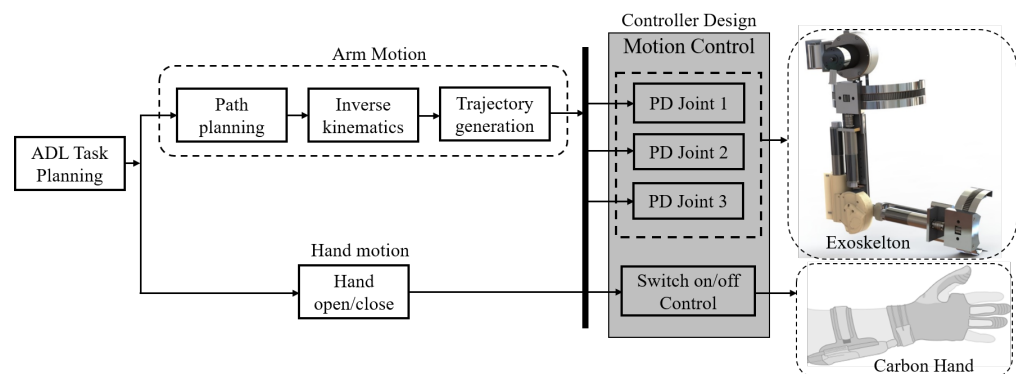 Controller Design
Arm Motion
Motion Control
Path
planning
Inverse
kinematics
Trajectory
generation
PD Joint 1
ADL Task
Planning
PD Joint 2
PD Joint 3
Exoskelton
Hand motion
Hand
open/close
Switch on/off
Control
Carbon Hand